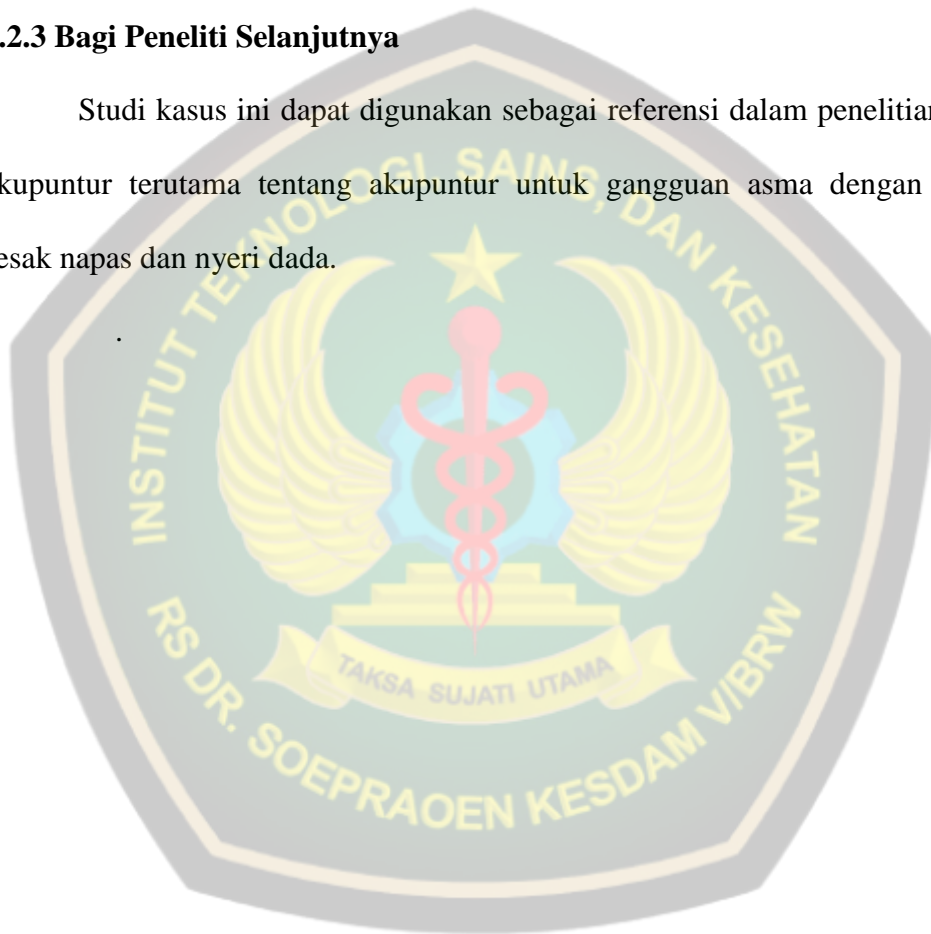 .2.3 Bagi Peneliti Selanjutnya
Studi kasus ini dapat digunakan sebagai referensi dalam penelitian
kupuntur terutama tentang akupuntur untuk gangguan asma dengan
esak napas dan nyeri dada.
.
INSTITUT TEKNOLOGI, SAINS, DAN KESEHATAN
TAKSA SUJATI UTAMA
RS DR. SOEPRAOEN KESDAM V/BRW